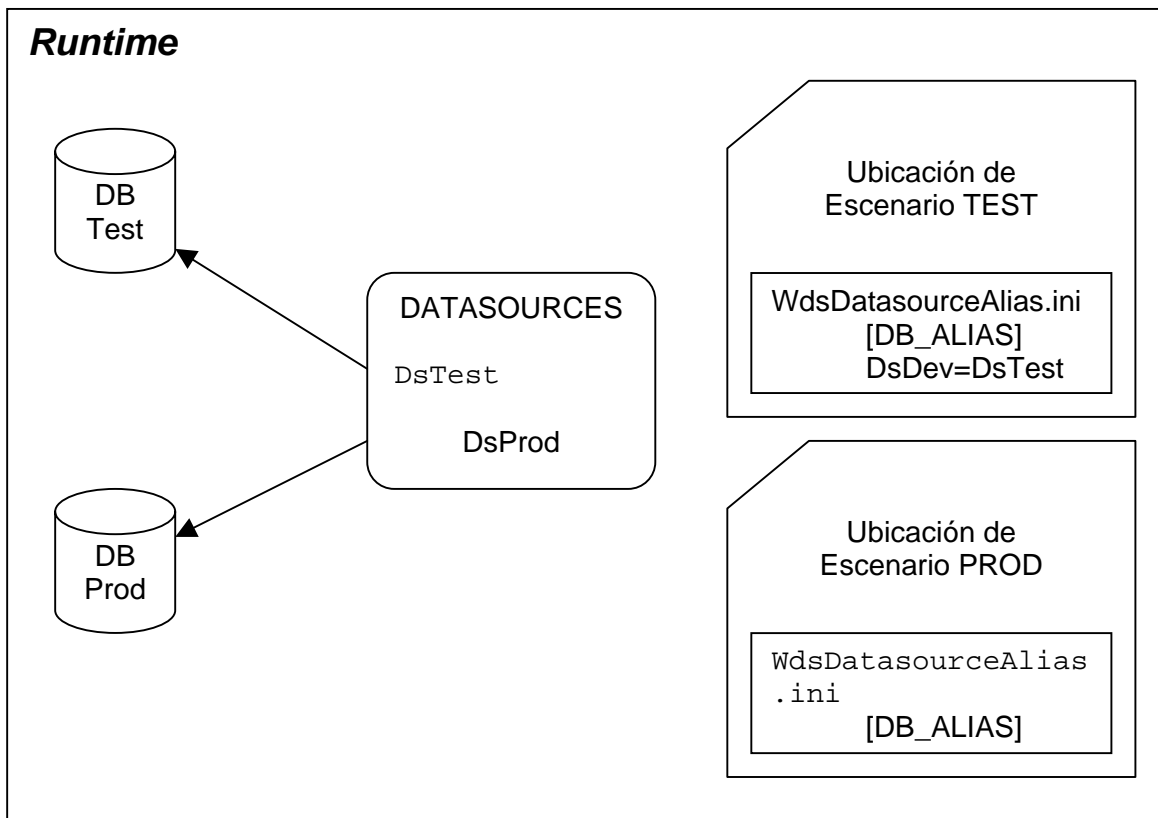 Runtime
DB
Test
DB
Prod
DATASOURCES
DsTest
DsProd
Ubicación de
Escenario TEST
WdsDatasourceAlias.ini
[DB_ALIAS]
DsDev=DsTest
Ubicación de
Escenario PROD
WdsDatasourceAlias
.ini
[DB_ALIAS]